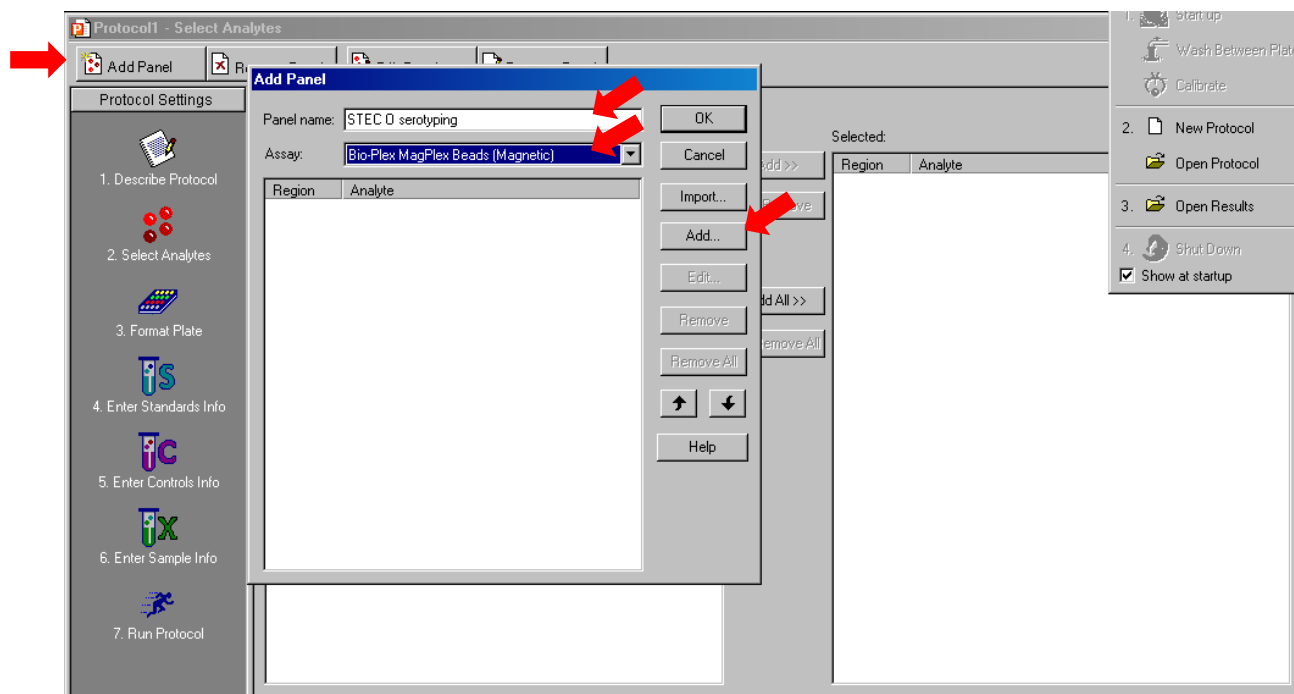 Protocol1 - Select Analytes
Add Panel
Protocol Settings
1. Describe Protocol
2. Select Analytes
3. Format Plate
4. Enter Standards Info
5. Enter Controls Info
6. Enter Sample Info
7. Run Protocol
Add Panel
Panel name: STEC O serotyping
Assay: Bio-Plex MagPlex Beads (Magnetic)
Region Analyte
OK
Cancel
Import...
Add...
Edit...
Remove
Remove All
Help
Selected:
Region Analyte
1. Start up
Wash Between
Calibrate
2. New Protocol
Open Protocol
3. Open Results
4. Shut Down
Show at startup